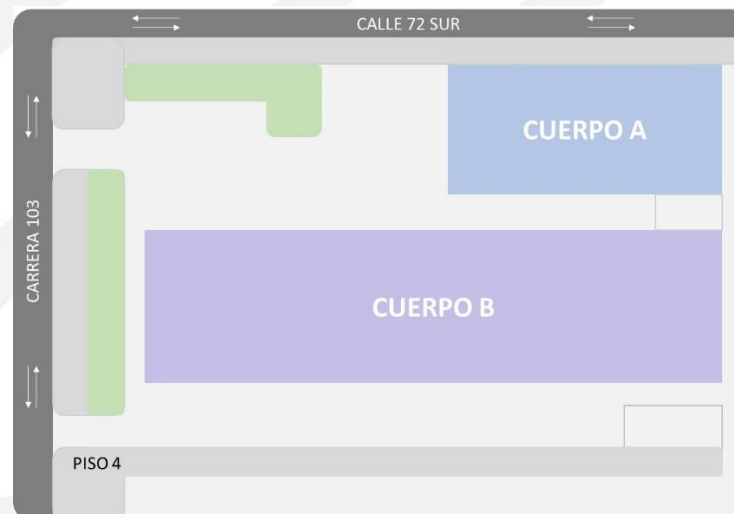 CALLE 72 SUR
CUERPO A
CARRERA 103
CUERPO B
PISO 4